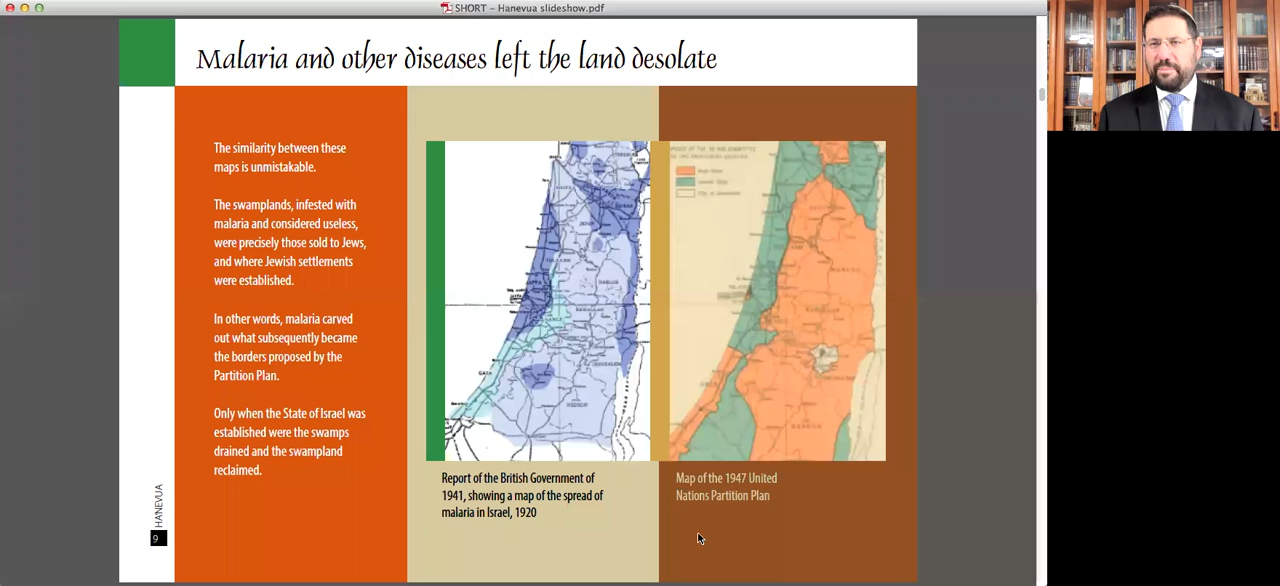 SHORT - Hanevua slideshow.pdf
Malaria and other diseases left the land desolate
The similarity between these
maps is unmistakable.
The swamplands, infested with
malaria and considered useless,
were precisely those sold to Jews,
and where Jewish settlements
were established.
In other words, malaria carved
out what subsequently became
the borders proposed by the
Partition Plan.
Only when the State of Israel was
established were the swamps
drained and the swampland
reclaimed.
GAZA
HEBRON
Report of the British Government of
1941, showing a map of the spread of
malaria in Israel, 1920
Map of the 1947 United
Nations Partition Plan
HANEVUA
9